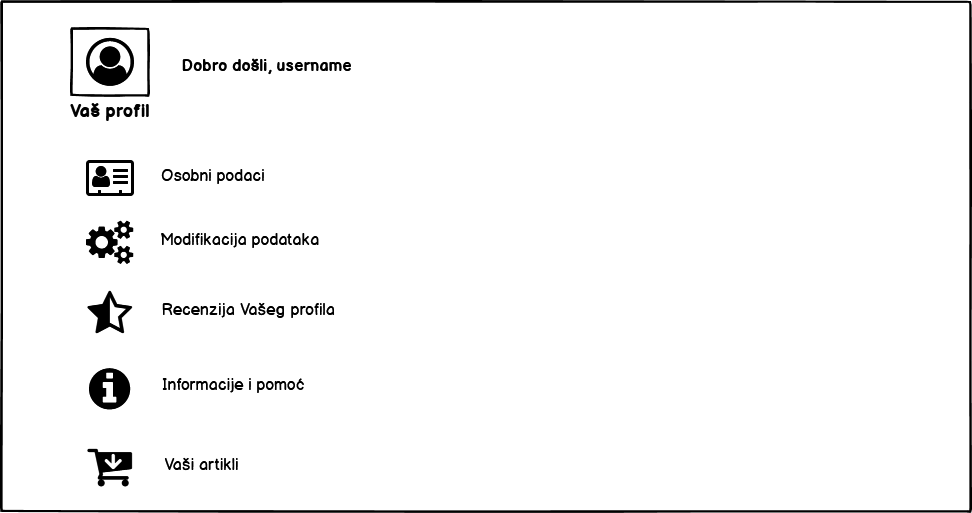 Dobro došli, username
Vaš profil
Osobni podaci
Modifikacija podataka
Recenzija Vašeg profila
Informacije i pomoć
Vaši artikli